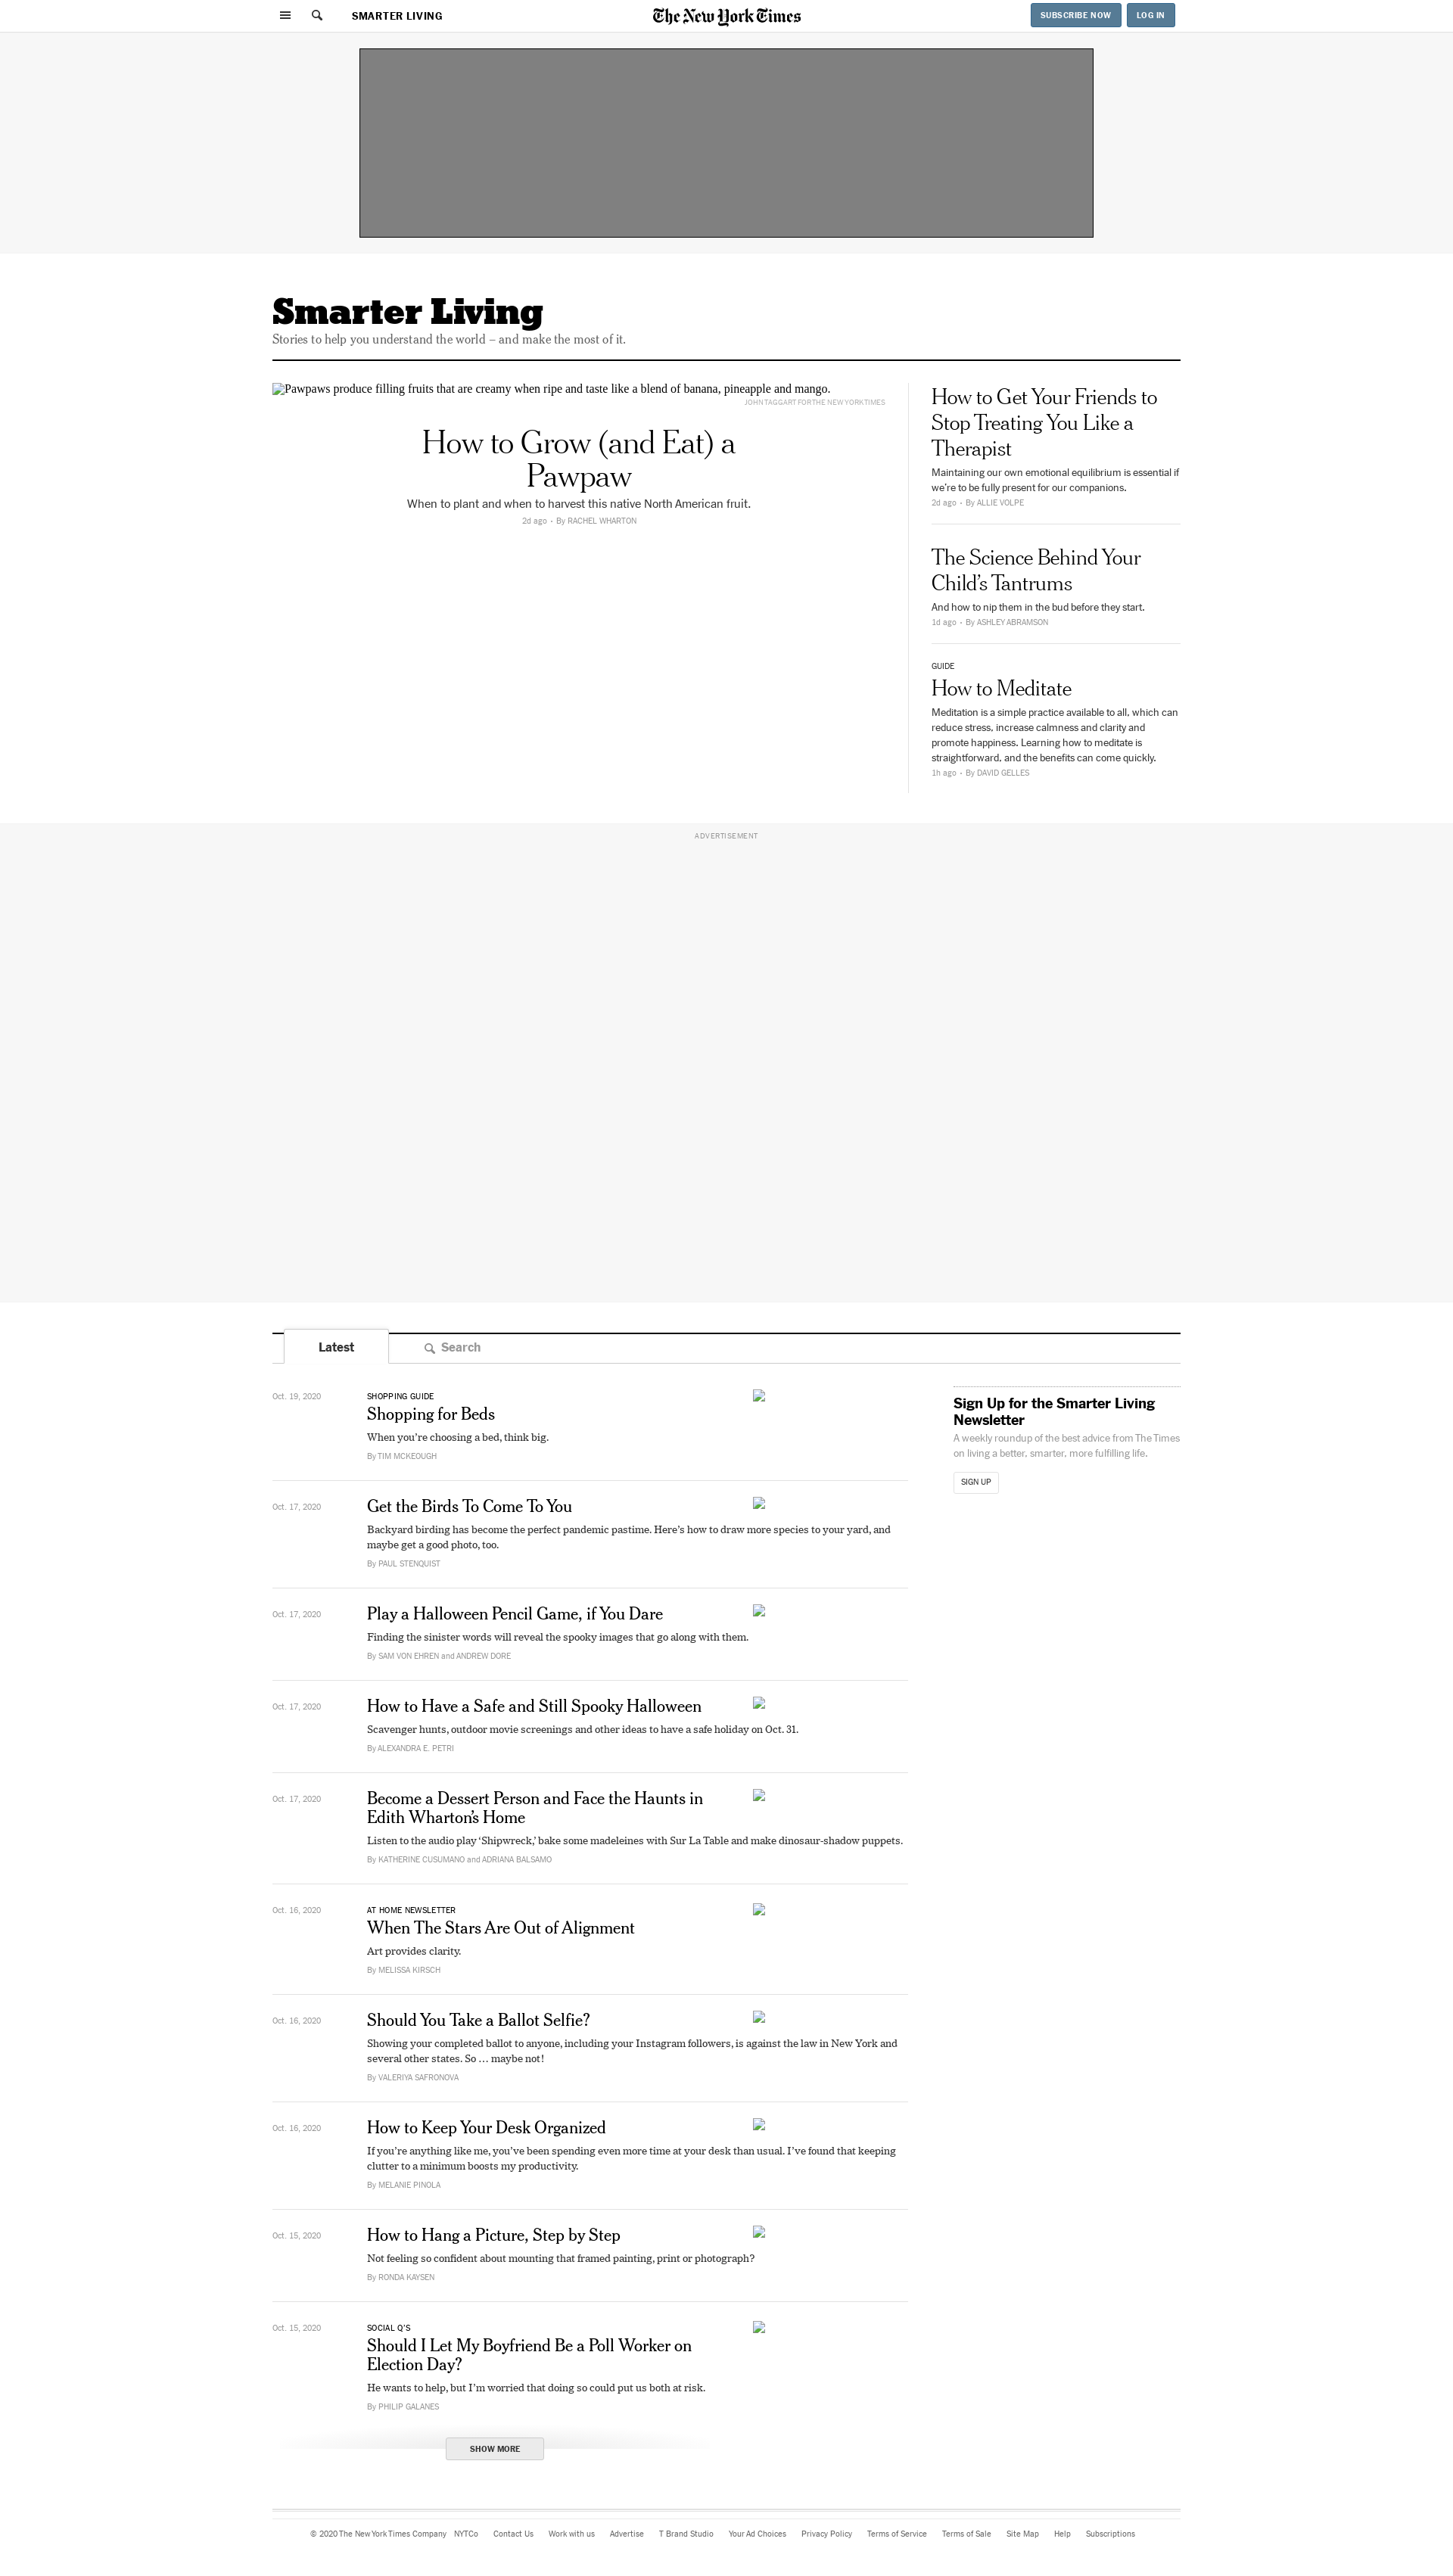 SMARTER LIVING
The New York Times
SUBSCRIBE NOW
LOG IN
Smarter Living
Stories to help you understand the world – and make the most of it.
Pawpaws produce filling fruits that are creamy when ripe and taste like a blend of banana, pineapple and mango.
JOHN TAGGART FOR THE NEW YORK TIMES
How to Grow (and Eat) a
Pawpaw
When to plant and when to harvest this native North American fruit.
2d ago • By RACHEL WHARTON
How to Get Your Friends to
Stop Treating You Like a
Therapist
Maintaining our own emotional equilibrium is essential if
we’re to be fully present for our companions.
2d ago • By ALLIE VOLPE
The Science Behind Your
Child’s Tantrums
And how to nip them in the bud before they start.
1d ago • By ASHLEY ABRAMSON
GUIDE
How to Meditate
Meditation is a simple practice available to all, which can
reduce stress, increase calmness and clarity and
promote happiness. Learning how to meditate is
straightforward, and the benefits can come quickly.
1h ago • By DAVID GELLES
ADVERTISEMENT
Latest
Search
Oct. 19, 2020
SHOPPING GUIDE
Shopping for Beds
When you’re choosing a bed, think big.
By TIM MCKEOUGH
Oct. 17, 2020
Get the Birds To Come To You
Backyard birding has become the perfect pandemic pastime. Here’s how to draw more species to your yard, and
maybe get a good photo, too.
By PAUL STENQUIST
Oct. 17, 2020
Play a Halloween Pencil Game, if You Dare
Finding the sinister words will reveal the spooky images that go along with them.
By SAM VON EHREN and ANDREW DORE
Oct. 17, 2020
How to Have a Safe and Still Spooky Halloween
Scavenger hunts, outdoor movie screenings and other ideas to have a safe holiday on Oct. 31.
By ALEXANDRA E. PETRI
Oct. 17, 2020
Become a Dessert Person and Face the Haunts in
Edith Wharton’s Home
Listen to the audio play ‘Shipwreck,’ bake some madeleines with Sur La Table and make dinosaur-shadow puppets.
By KATHERINE CUSUMANO and ADRIANA BALSAMO
Oct. 16, 2020
AT HOME NEWSLETTER
When The Stars Are Out of Alignment
Art provides clarity.
By MELISSA KIRSCH
Oct. 16, 2020
Should You Take a Ballot Selfie?
Showing your completed ballot to anyone, including your Instagram followers, is against the law in New York and
several other states. So … maybe not!
By VALERIYA SAFRONOVA
Oct. 16, 2020
How to Keep Your Desk Organized
If you’re anything like me, you’ve been spending even more time at your desk than usual. I’ve found that keeping
clutter to a minimum boosts my productivity.
By MELANIE PINOLA
Oct. 15, 2020
How to Hang a Picture, Step by Step
Not feeling so confident about mounting that framed painting, print or photograph?
By RONDA KAYSEN
Oct. 15, 2020
SOCIAL Q’S
Should I Let My Boyfriend Be a Poll Worker on
Election Day?
He wants to help, but I’m worried that doing so could put us both at risk.
By PHILIP GALANES
SHOW MORE
Sign Up for the Smarter Living
Newsletter
A weekly roundup of the best advice from The Times
on living a better, smarter, more fulfilling life.
SIGN UP
© 2020 The New York Times Company NYTCo Contact Us Work with us Advertise T Brand Studio Your Ad Choices Privacy Policy Terms of Service Terms of Sale Site Map Help Subscriptions